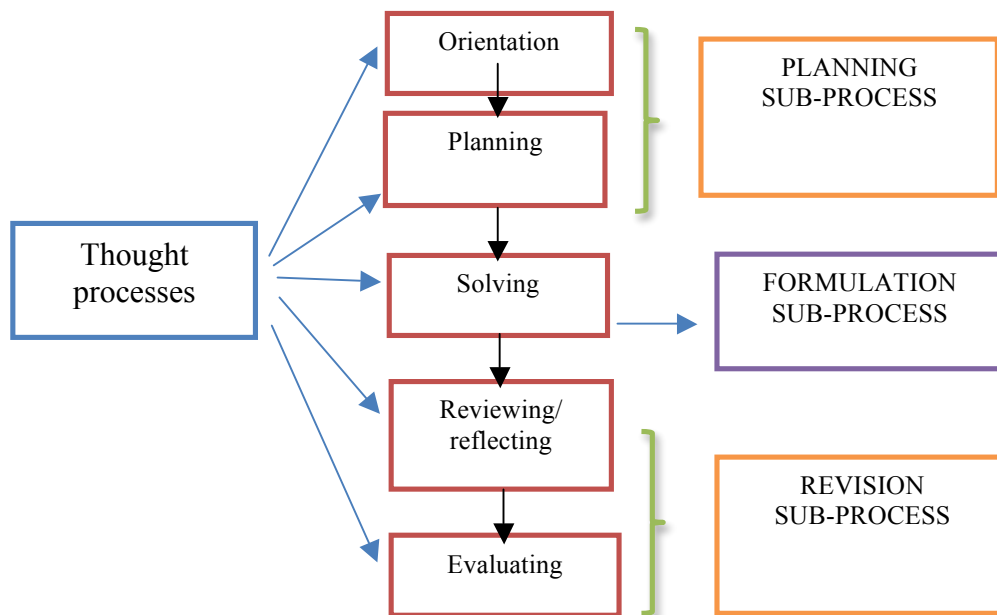 Orientation
PLANNING
SUB-PROCESS
Planning
Thought
processes
Solving
FORMULATION
SUB-PROCESS
Reviewing/
reflecting
REVISION
SUB-PROCESS
Evaluating